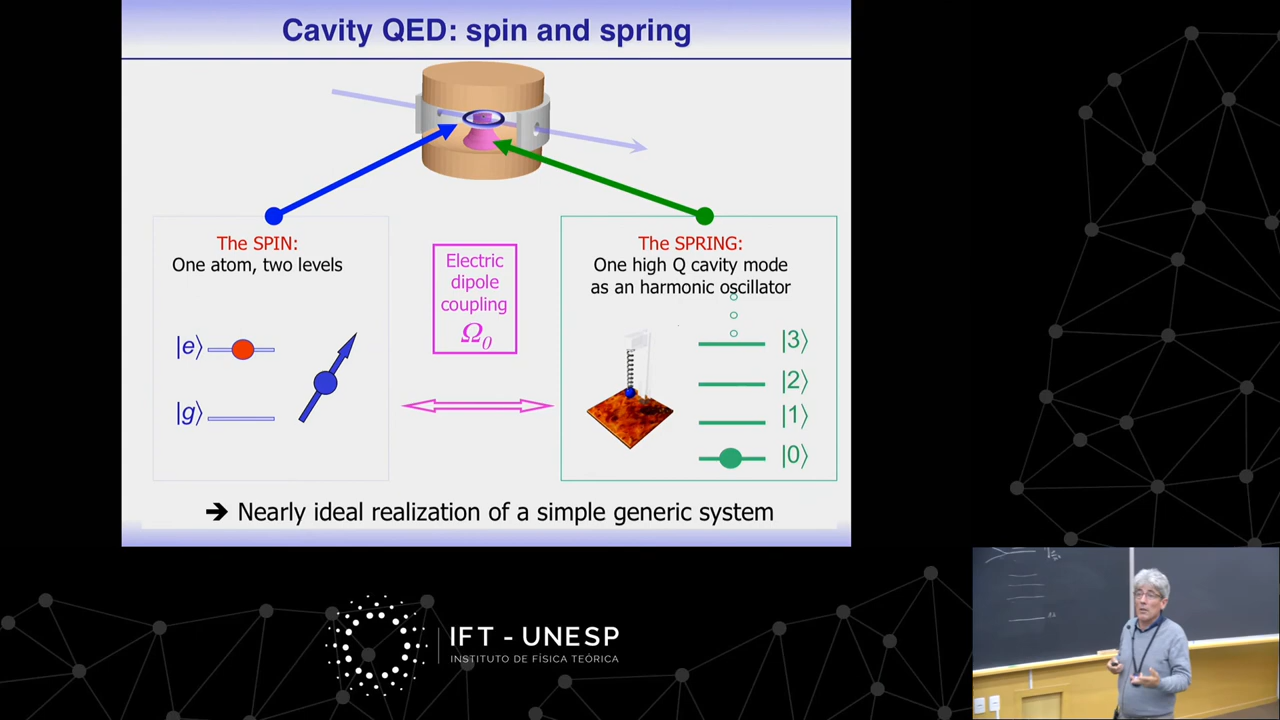 Cavity QED: spin and spring
The SPIN:
One atom, two levels
|e⟩
|g⟩
Electric
dipole
coupling
Ω₀
The SPRING:
One high Q cavity mode
as an harmonic oscillator
|3⟩
|2⟩
|1⟩
|0⟩
➔ Nearly ideal realization of a simple generic system
IFT - UNESP
INSTITUTO DE FÍSICA TEÓRICA